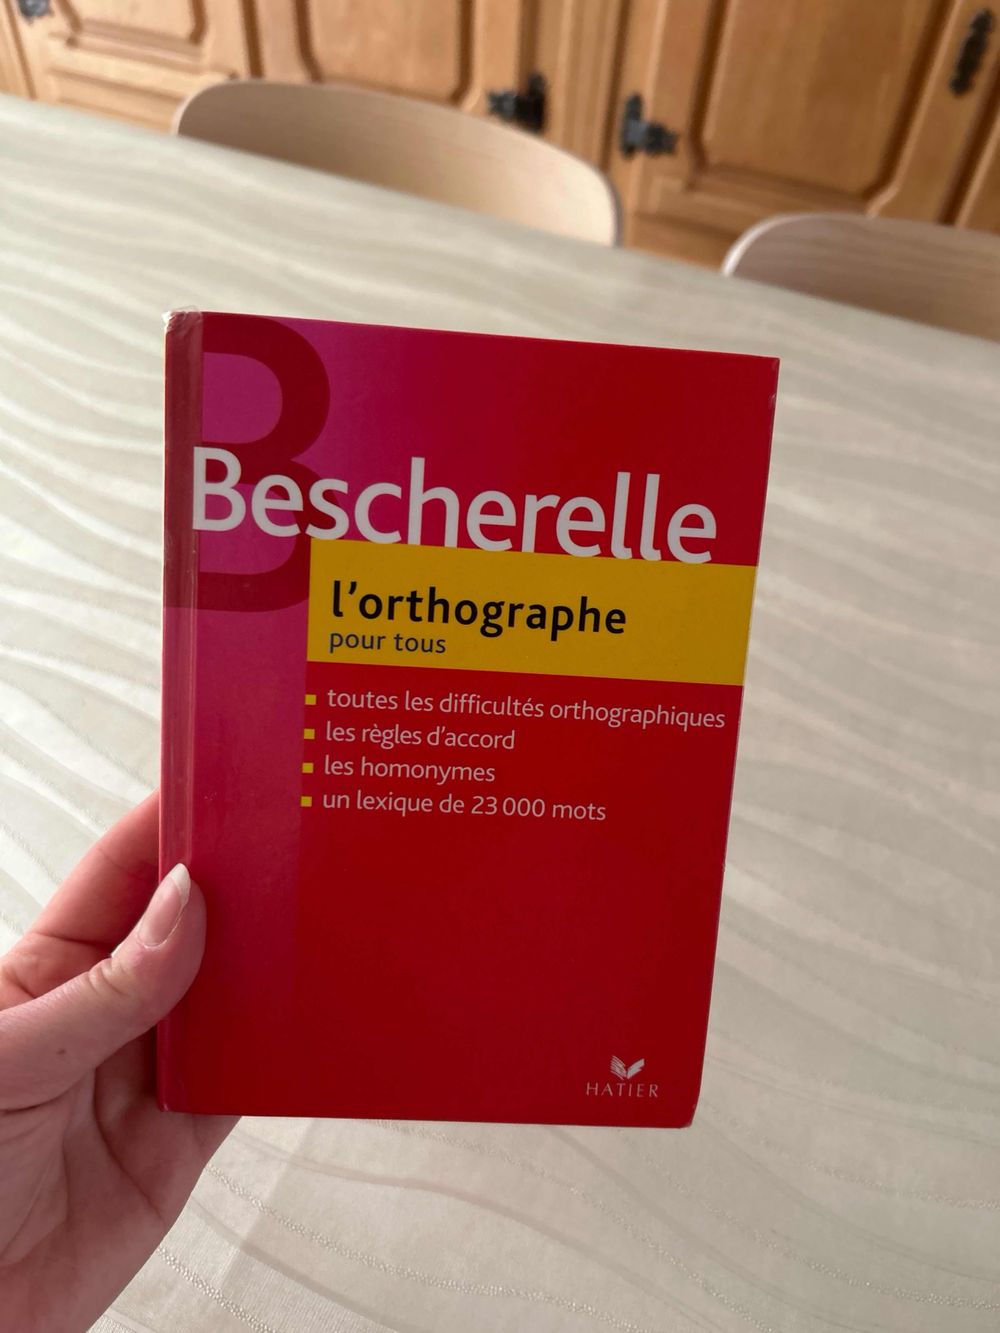 B
Bescherelle
l'orthographe
pour tous
toutes les difficultés orthographiques
les règles d'accord
les homonymes
un lexique de 23 000 mots
HATIER